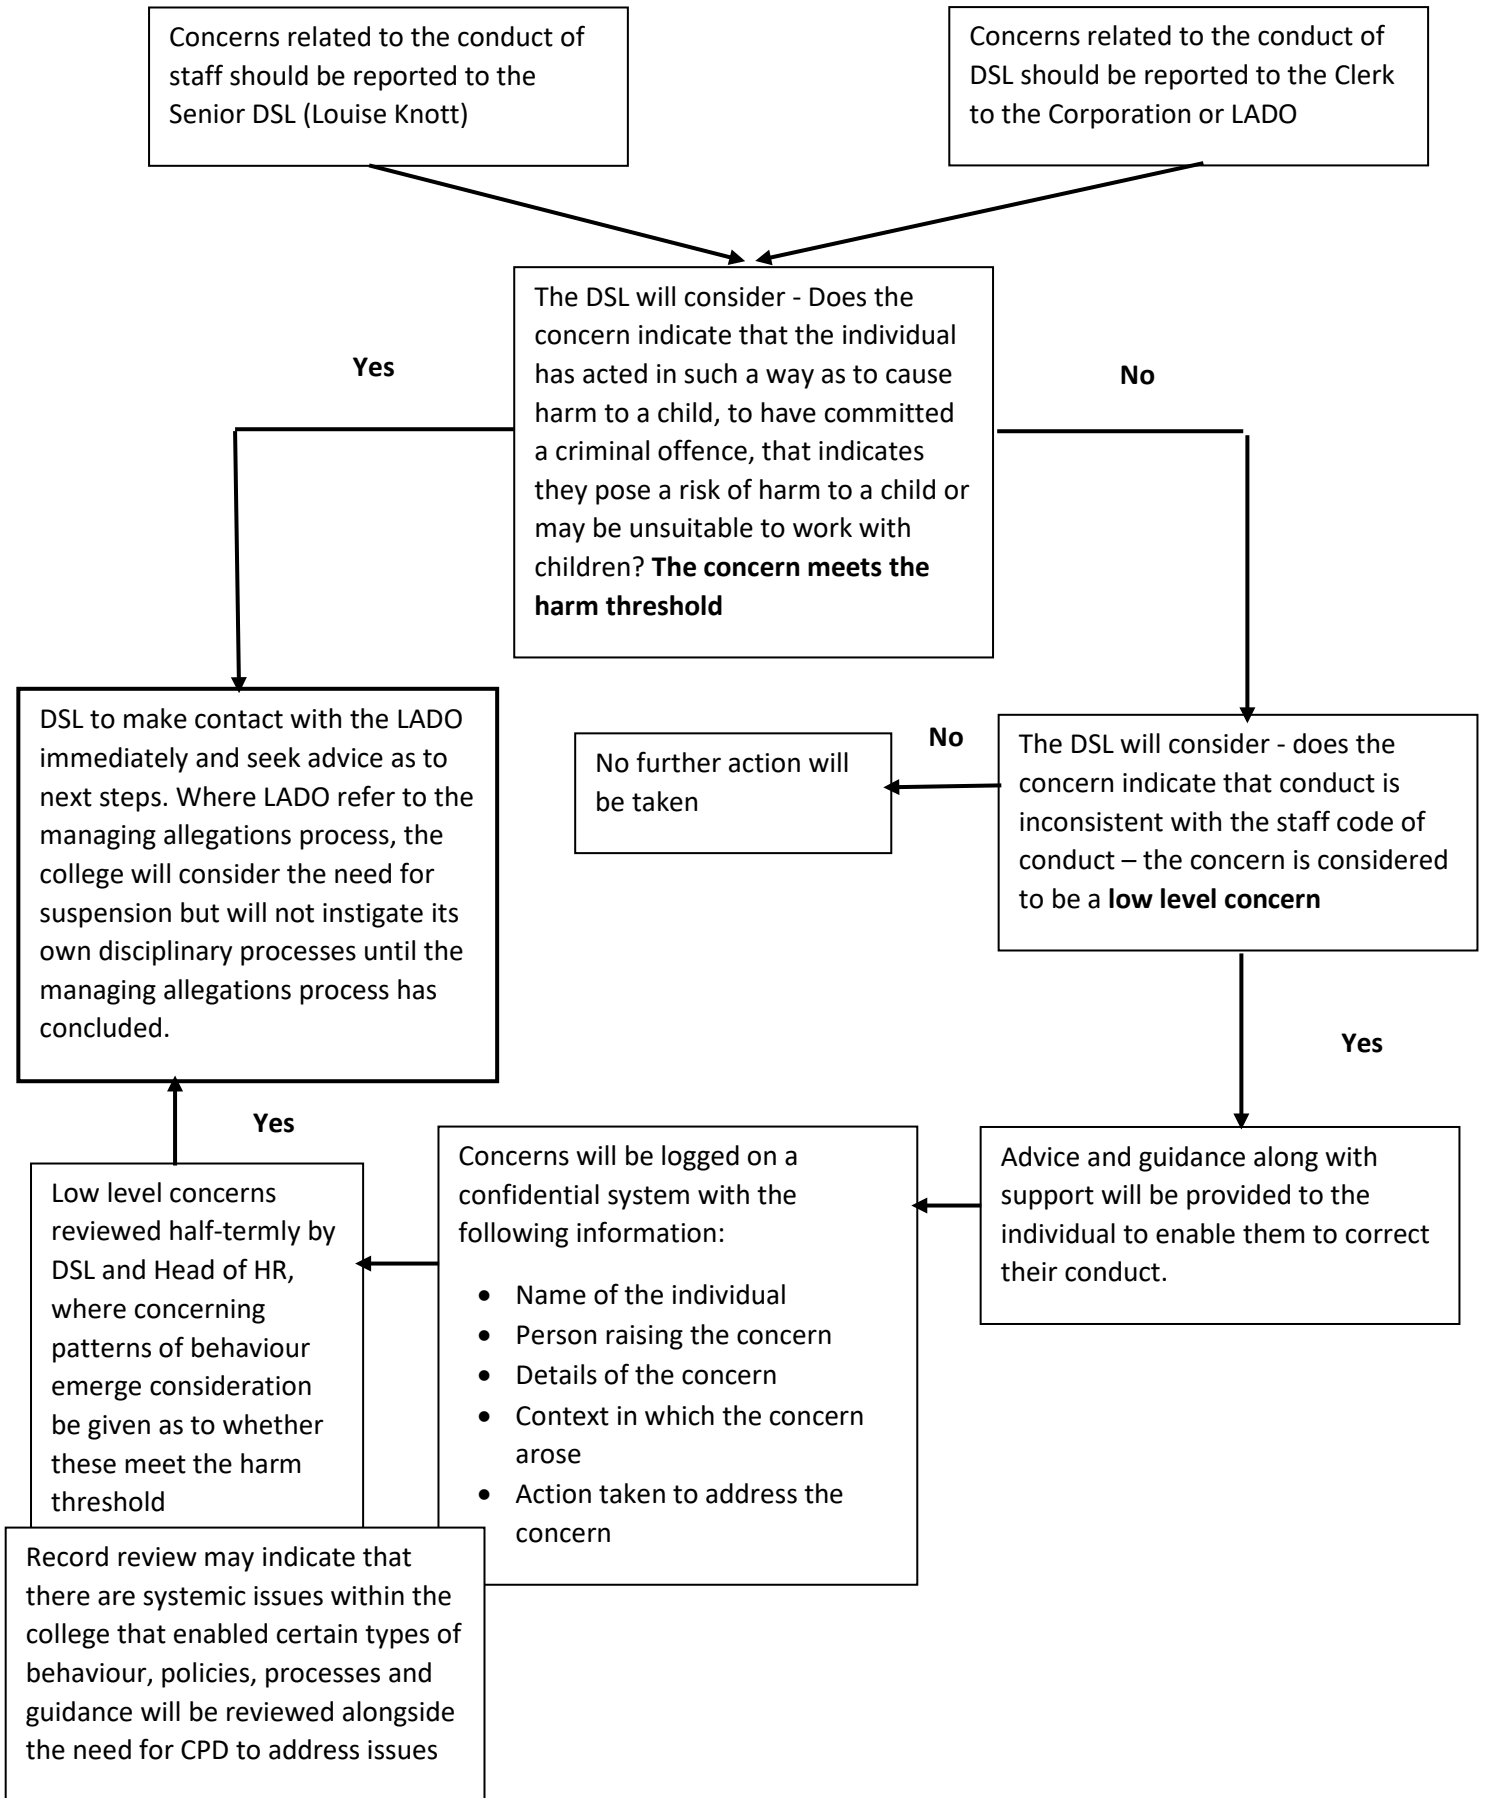 Concerns related to the conduct of
staff should be reported to the
Senior DSL (Louise Knott)
Concerns related to the conduct of
DSL should be reported to the Clerk
to the Corporation or LADO
The DSL will consider - Does the
concern indicate that the individual
has acted in such a way as to cause
harm to a child, to have committed
a criminal offence, that indicates
they pose a risk of harm to a child or
may be unsuitable to work with
children? The concern meets the
harm threshold
Yes
No
DSL to make contact with the LADO
immediately and seek advice as to
next steps. Where LADO refer to the
managing allegations process, the
college will consider the need for
suspension but will not instigate its
own disciplinary processes until the
managing allegations process has
concluded.
No further action will
be taken
No
The DSL will consider - does the
concern indicate that conduct is
inconsistent with the staff code of
conduct – the concern is considered
to be a low level concern
Yes
Yes
Low level concerns
reviewed half-termly by
DSL and Head of HR,
where concerning
patterns of behaviour
emerge consideration
be given as to whether
these meet the harm
threshold
Concerns will be logged on a
confidential system with the
following information:
• Name of the individual
• Person raising the concern
• Details of the concern
• Context in which the concern
arose
• Action taken to address the
concern
Advice and guidance along with
support will be provided to the
individual to enable them to correct
their conduct.
Record review may indicate that
there are systemic issues within the
college that enabled certain types of
behaviour, policies, processes and
guidance will be reviewed alongside
the need for CPD to address issues